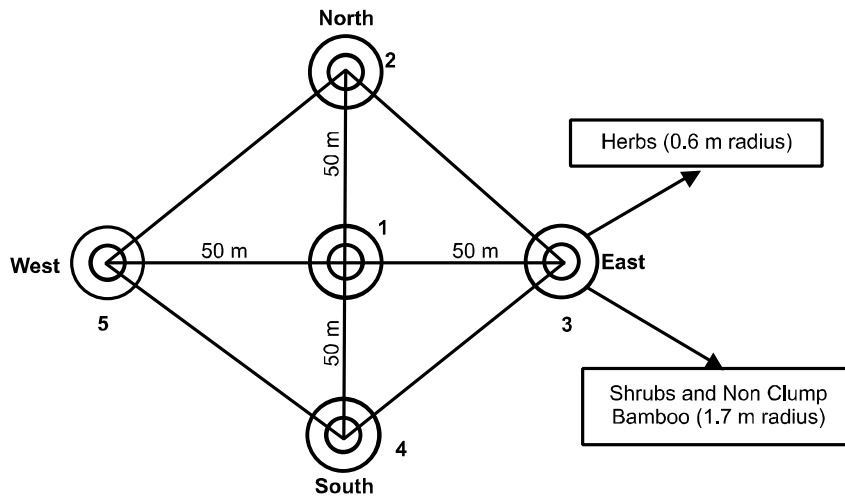 North
2
50 m
Herbs (0.6 m radius)
1
West
50 m
50 m
East
5
50 m
3
Shrubs and Non Clump
Bamboo (1.7 m radius)
4
South